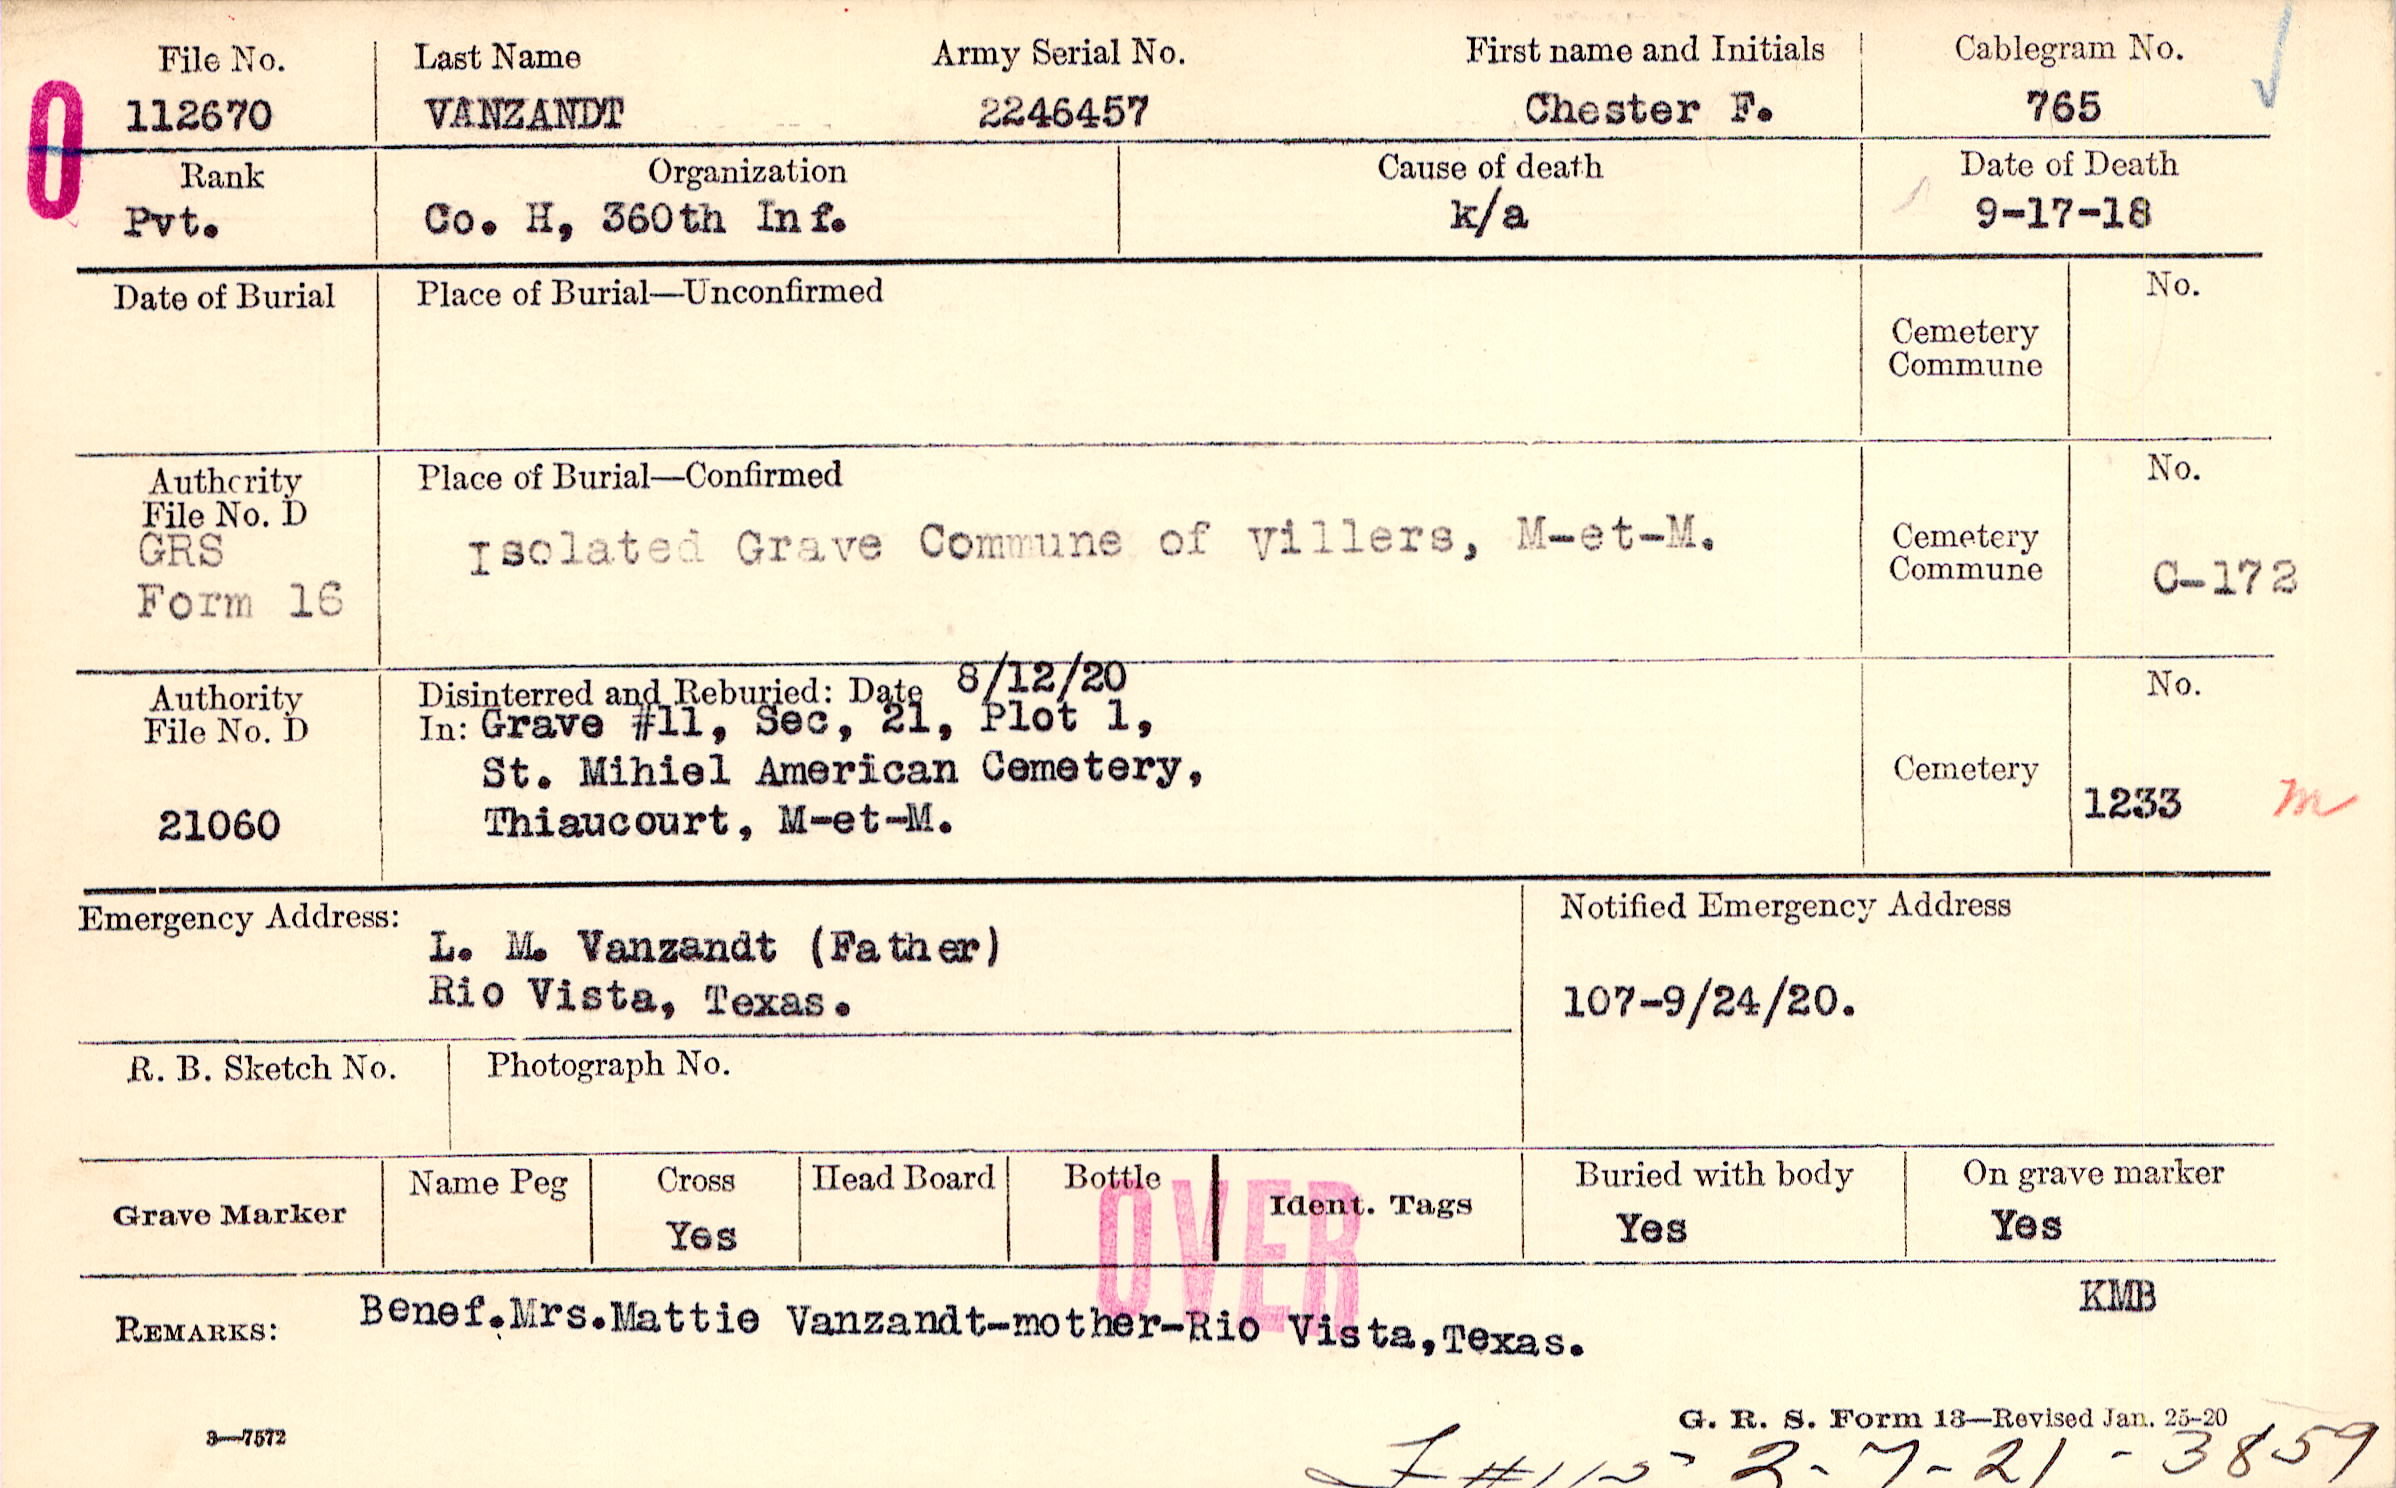 File No. Last Name Army Serial No. First name and Initials Cablegram No.
0
112670 VANZANDT 2246457 Chester F. 765
Rank Organization Cause of death Date of Death
Pvt. Co. H, 360th Inf. k/a 9-17-18
Date of Burial Place of Burial—Unconfirmed No.
Cemetery
Commune
Authority Place of Burial—Confirmed No.
File No. D
GRS Isolated Grave Commune of Villers, M-et-M. Cemetery
Commune C-172
Form 16
Authority Disinterred and Reburied: Date 8/12/20 No.
File No. D In: Grave #11, Sec, 21, Plot 1,
St. Mihiel American Cemetery, Cemetery
21060 Thiaucourt, M-et-M. 1233 m
Emergency Address: Notified Emergency Address
L. M. Vanzandt (Father)
Rio Vista, Texas. 107-9/24/20.
R. B. Sketch No. Photograph No.
Grave Marker Name Peg Cross Head Board Bottle Ident. Tags Buried with body On grave marker
Yes Yes Yes
OVER
KMB
REMARKS: Benef.Mrs.Mattie Vanzandt-mother-Rio Vista,Texas.
G. R. S. Form 13—Revised Jan. 25-20
3—7572
2-7-21-3859